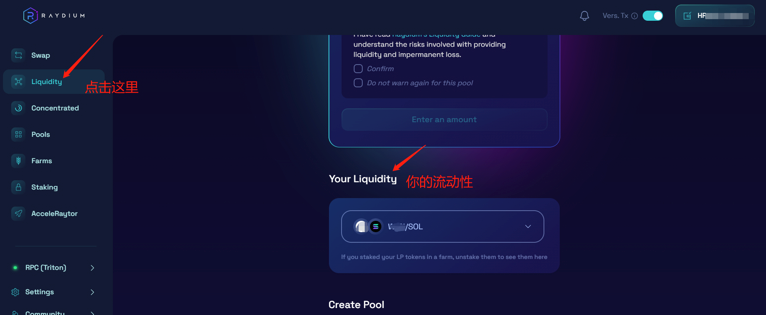 RAYDIUM
Vers. Tx
HF
Swap
Liquidity
点击这里
Concentrated
Pools
Farms
Staking
AcceleRaytor
RPC (Triton)
Settings
Community
I have read Raydium's Liquidity Guide and
understand the risks involved with providing
liquidity and impermanent loss.
Confirm
Do not warn again for this pool
Enter an amount
Your Liquidity
你的流动性
/SOL
If you staked your LP tokens in a farm, unstake them to see them here
Create Pool